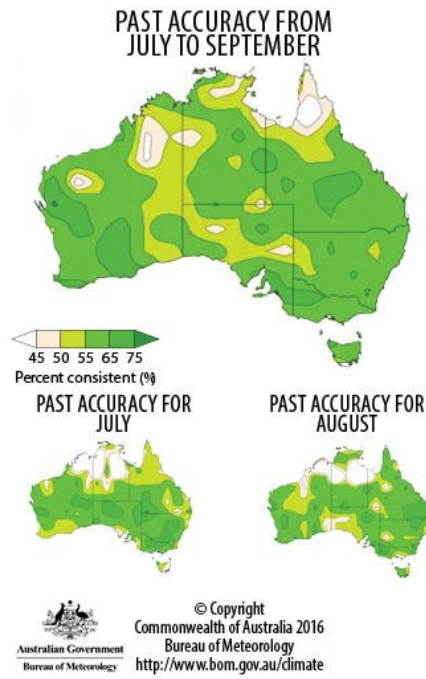 PAST ACCURACY FROM
JULY TO SEPTEMBER
45 50 55 65 75
Percent consistent (%)
PAST ACCURACY FOR
JULY
PAST ACCURACY FOR
AUGUST
Australian Government
Bureau of Meteorology
© Copyright
Commonwealth of Australia 2016
Bureau of Meteorology
http://www.bom.gov.au/climate